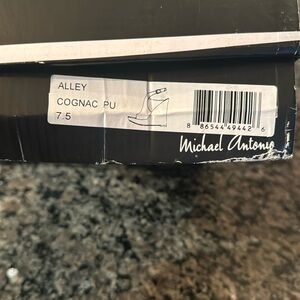 ALLEY
COGNAC PU
7.5
8 86544 49442 6
Michael Antonio